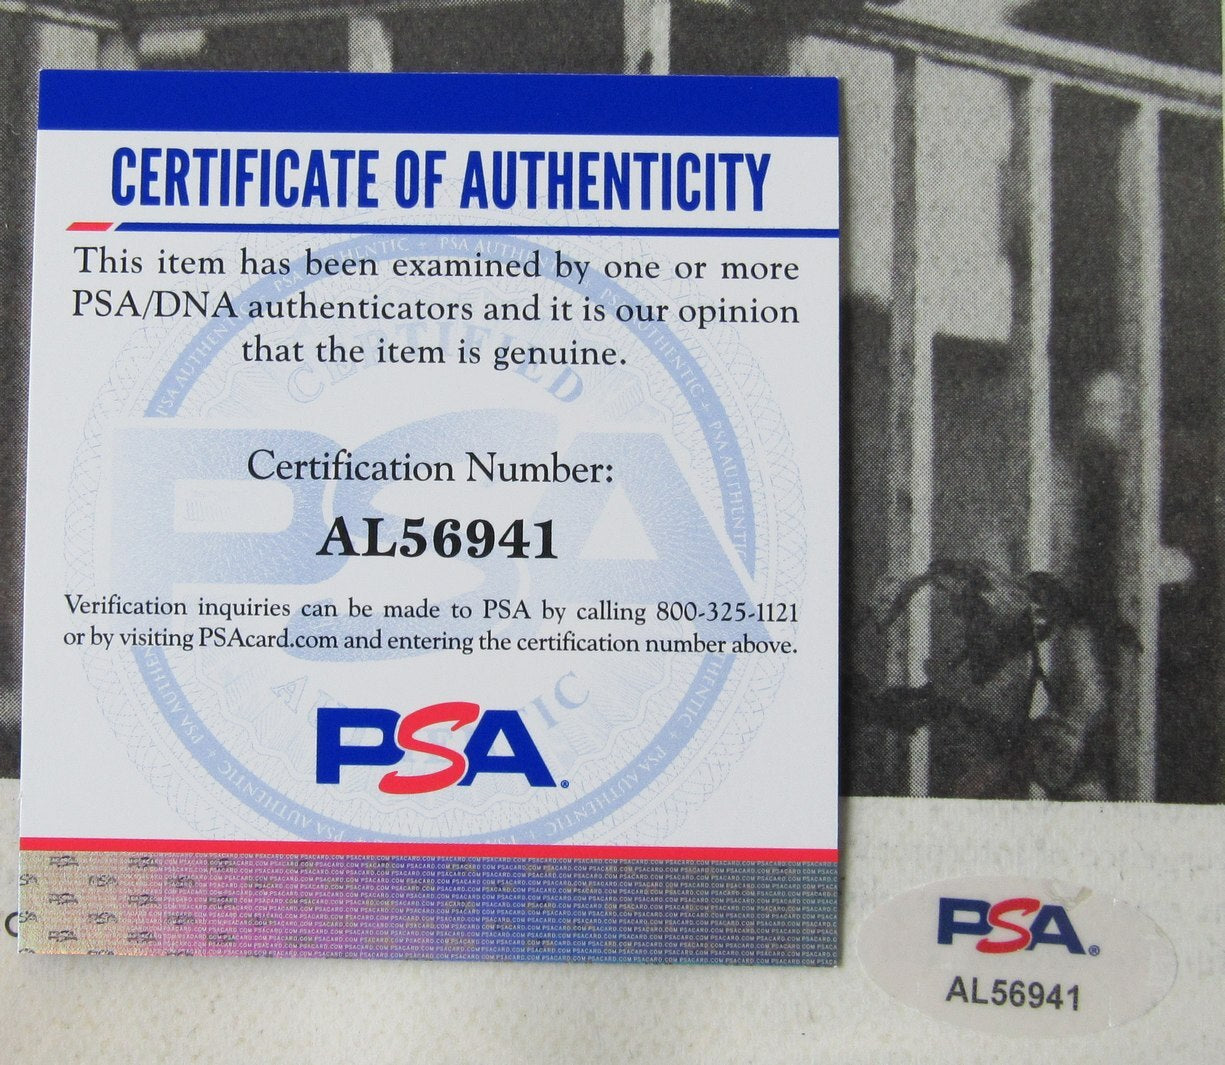 CERTIFICATE OF AUTHENTICITY
This item has been examined by one or more
PSA/DNA authenticators and it is our opinion
that the item is genuine.
Certification Number:
AL56941
Verification inquiries can be made to PSA by calling 800-325-1121
or by visiting PSAcard.com and entering the certification number above.
PSA®
PSA®
AL56941